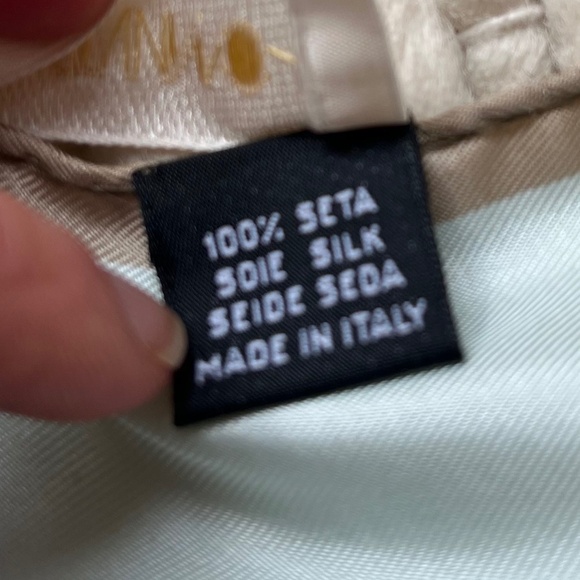 100% SETA
SOIE SILK
SEIDE SEDA
MADE IN ITALY